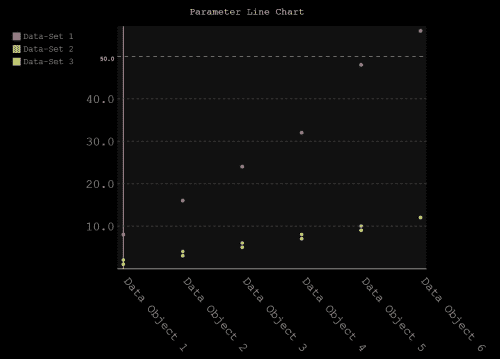 Parameter Line Chart
Data-Set 1
Data-Set 2
Data-Set 3
50.0
40.0
30.0
20.0
10.0
Data Object 1
Data Object 2
Data Object 3
Data Object 4
Data Object 5
Data Object 6